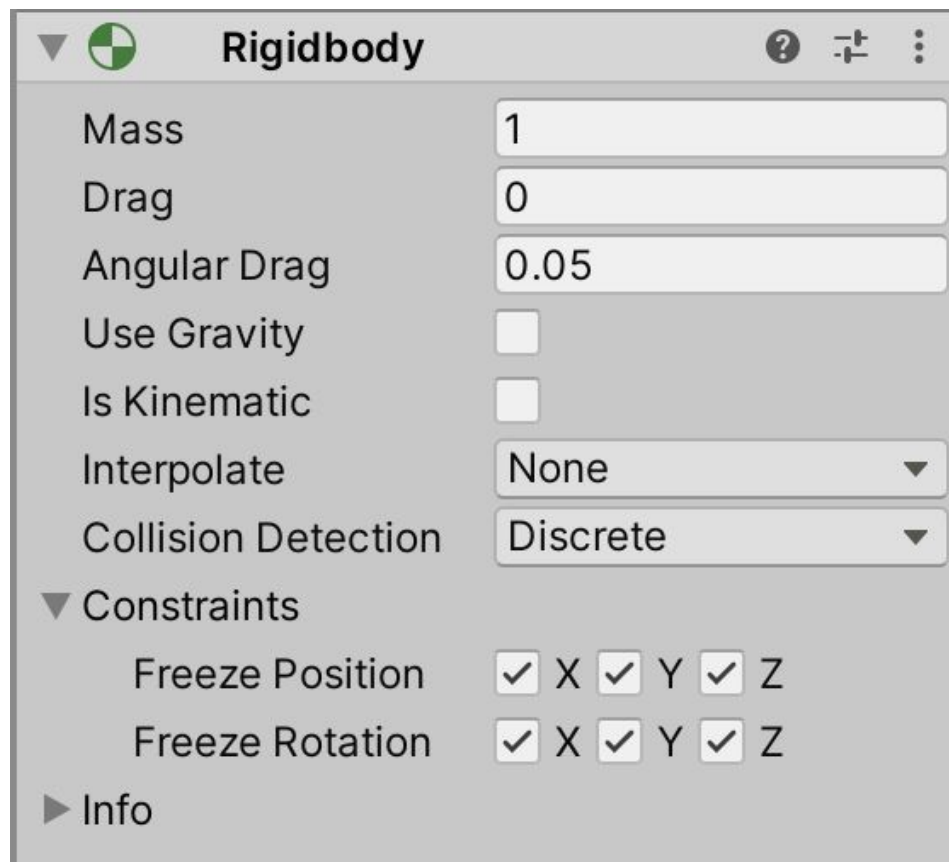 Rigidbody
Mass 1
Drag 0
Angular Drag 0.05
Use Gravity
Is Kinematic
Interpolate None
Collision Detection Discrete
Constraints
Freeze Position X Y Z
Freeze Rotation X Y Z
Info